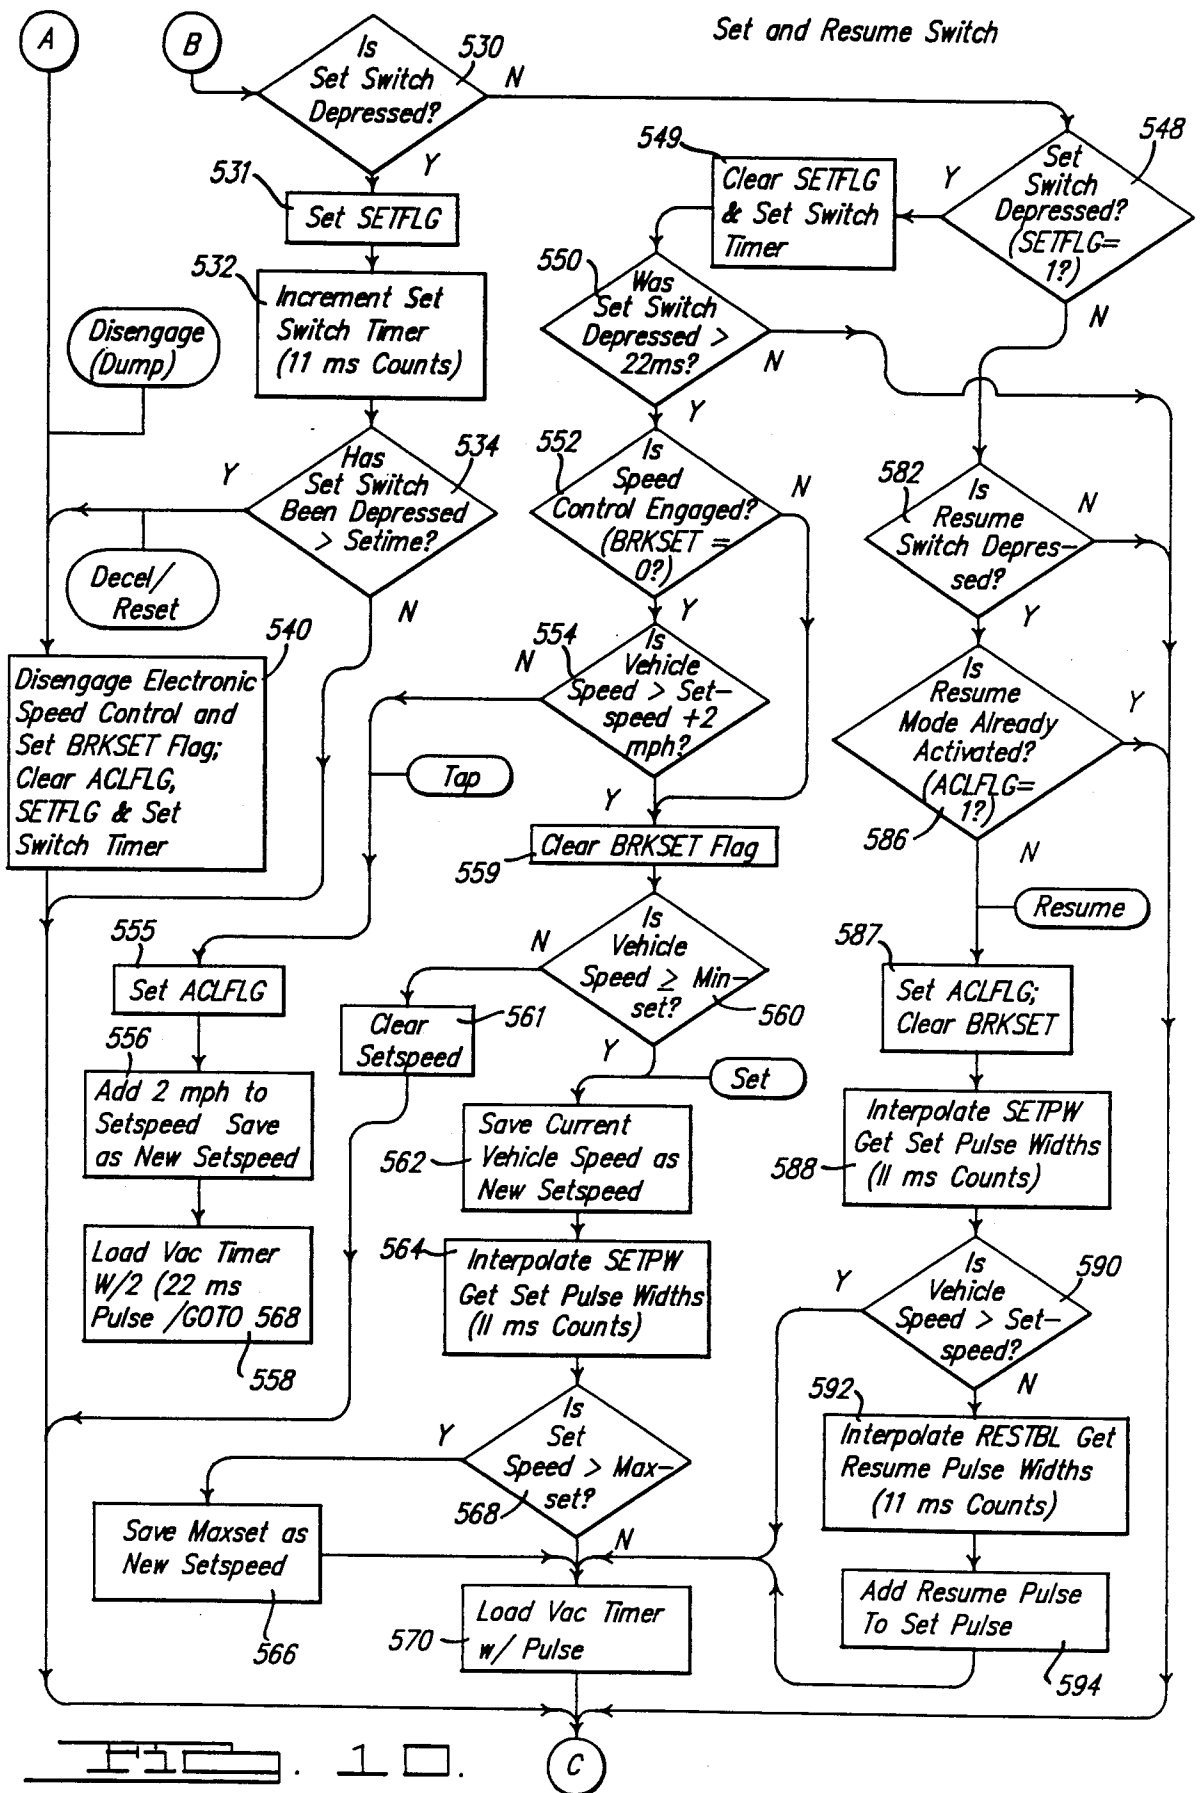 Set and Resume Switch
A
B
Is
Set Switch
Depressed?
530
N
Y
531
Set SETFLG
532
Increment Set
Switch Timer
(11 ms Counts)
Disengage
(Dump)
Has
Set Switch
Been Depressed
> Setime?
534
Y
N
Decel/
Reset
540
Disengage Electronic
Speed Control and
Set BRKSET Flag;
Clear ACLFLG,
SETFLG & Set
Switch Timer
548
Set
Switch
Depressed?
(SETFLG=
1?)
Y
N
549
Clear SETFLG
& Set Switch
Timer
550
Was
Set Switch
Depressed >
22ms?
N
Y
552
Is
Speed
Control Engaged?
(BRKSET =
0?)
N
Y
554
Is
Vehicle
Speed > Set-
speed +2
mph?
N
Y
Tap
555
Set ACLFLG
556
Add 2 mph to
Setspeed Save
as New Setspeed
Load Vac Timer
W/2 (22 ms
Pulse /GOTO 568
558
Clear BRKSET Flag
559
Is
Vehicle
Speed ≥ Min-
set?
560
N
Y
Clear
Setspeed
561
Set
562
Save Current
Vehicle Speed as
New Setspeed
564
Interpolate SETPW
Get Set Pulse Widths
(11 ms Counts)
Is
Set
Speed > Max-
set?
568
Y
N
Save Maxset as
New Setspeed
566
570
Load Vac Timer
w/ Pulse
582
Is
Resume
Switch Depres-
sed?
N
Y
Is
Resume
Mode Already
Activated?
(ACLFLG=
1?)
586
Y
N
Resume
587
Set ACLFLG;
Clear BRKSET
588
Interpolate SETPW
Get Set Pulse Widths
(11 ms Counts)
590
Is
Vehicle
Speed > Set-
speed?
Y
N
592
Interpolate RESTBL Get
Resume Pulse Widths
(11 ms Counts)
Add Resume Pulse
To Set Pulse
594
C